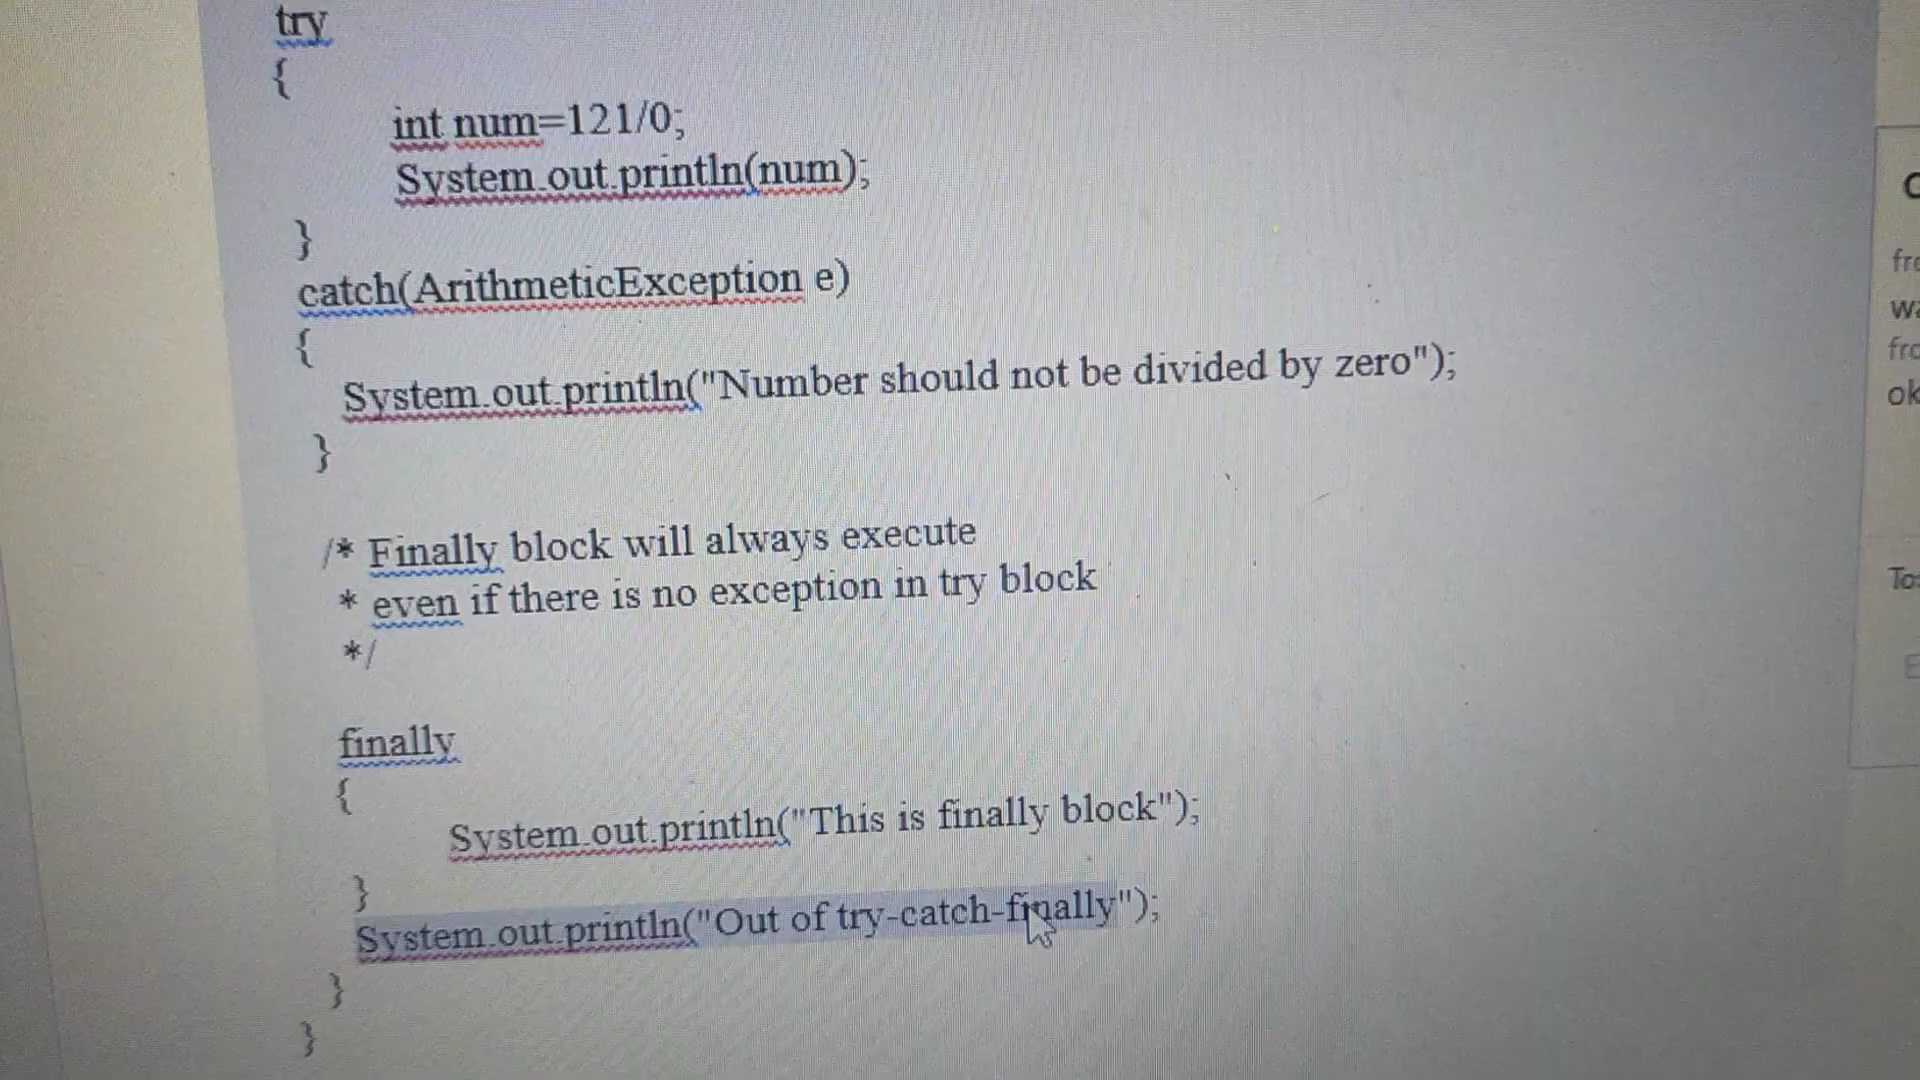 try
{
int num=121/0;
System.out.println(num);
}
catch(ArithmeticException e)
{
System.out.println("Number should not be divided by zero");
}
/* Finally block will always execute
* even if there is no exception in try block
*/
finally
{
System.out.println("This is finally block");
}
System.out.println("Out of try-catch-finally");
}
}